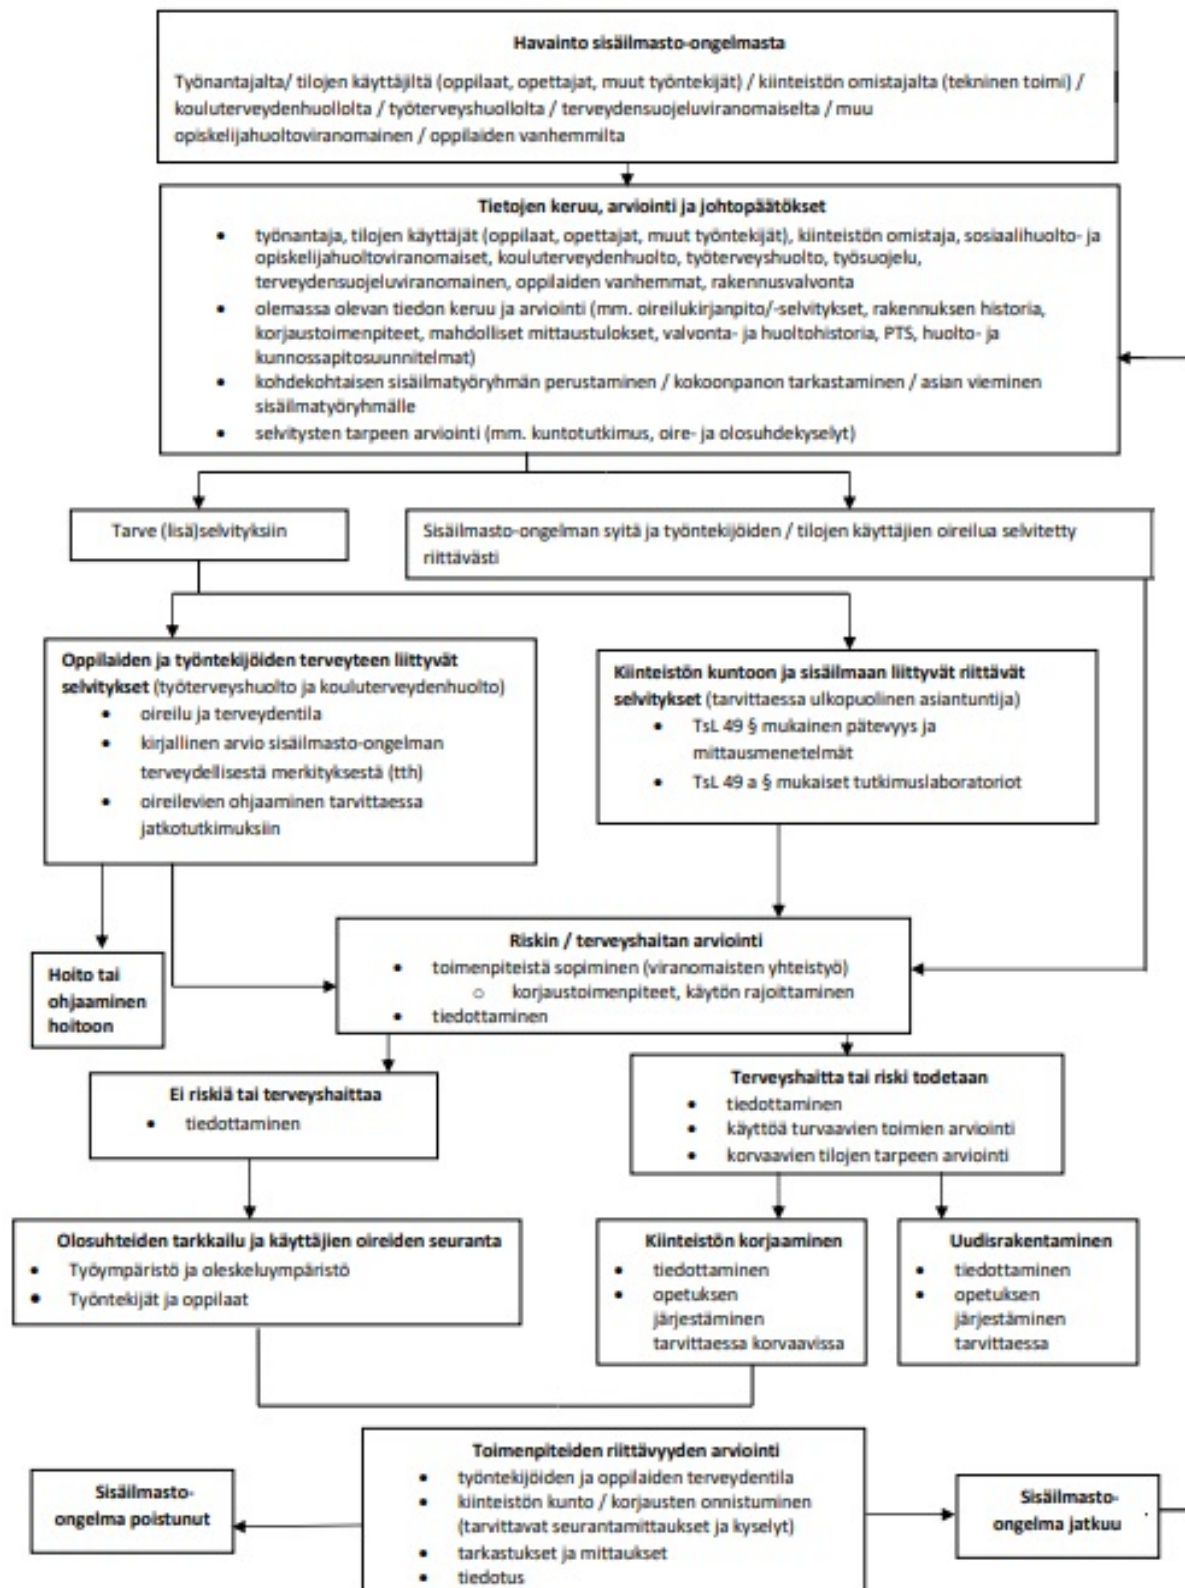 Havainto sisäilmasto-ongelmasta
Työnantajalta/ tilojen käyttäjiltä (oppilaat, opettajat, muut työntekijät) / kiinteistön omistajalta (tekninen toimi) /
kouluterveydenhuollolta / työterveyshuollolta / terveydensuojeluviranomaiselta / muu
opiskelijahuoltoviranomainen / oppilaiden vanhemmilta
Tietojen keruu, arviointi ja johtopäätökset
• työnantaja, tilojen käyttäjät (oppilaat, opettajat, muut työntekijät), kiinteistön omistaja, sosiaalihuolto- ja
opiskelijahuoltoviranomaiset, kouluterveydenhuolto, työterveyshuolto, työsuojelu,
terveydensuojeluviranomainen, oppilaiden vanhemmat, rakennusvalvonta
• olemassa olevan tiedon keruu ja arviointi (mm. oireilukirjanpito/-selvitykset, rakennuksen historia,
korjaustoimenpiteet, mahdolliset mittaustulokset, valvonta- ja huoltohistoria, PTS, huolto- ja
kunnossapitosuunnitelmat)
• kohdekohtaisen sisäilmatyöryhmän perustaminen / kokoonpanon tarkastaminen / asian vieminen
sisäilmatyöryhmälle
• selvitysten tarpeen arviointi (mm. kuntotutkimus, oire- ja olosuhdekyselyt)
Tarve (lisä)selvityksiin
Sisäilmasto-ongelman syitä ja työntekijöiden / tilojen käyttäjien oireilua selvitetty
riittävästi
Oppilaiden ja työntekijöiden terveyteen liittyvät
selvitykset (työterveyshuolto ja kouluterveydenhuolto)
• oireilu ja terveydentila
• kirjallinen arvio sisäilmasto-ongelman
terveydellisestä merkityksestä (tth)
• oireilevien ohjaaminen tarvittaessa
jatkotutkimuksiin
Kiinteistön kuntoon ja sisäilmaan liittyvät riittävät
selvitykset (tarvittaessa ulkopuolinen asiantuntija)
• TsL 49 § mukainen pätevyys ja
mittausmenetelmät
• TsL 49 a § mukaiset tutkimuslaboratoriot
Hoito tai
ohjaaminen
hoitoon
Riskin / terveyshaitan arviointi
• toimenpiteistä sopiminen (viranomaisten yhteistyö)
o korjaustoimenpiteet, käytön rajoittaminen
• tiedottaminen
Ei riskiä tai terveyshaittaa
• tiedottaminen
Terveyshaitta tai riski todetaan
• tiedottaminen
• käyttöä turvaavien toimien arviointi
• korvaavien tilojen tarpeen arviointi
Olosuhteiden tarkkailu ja käyttäjien oireiden seuranta
• Työympäristö ja oleskeluympäristö
• Työntekijät ja oppilaat
Kiinteistön korjaaminen
• tiedottaminen
• opetuksen
järjestäminen
tarvittaessa korvaavissa
Uudisrakentaminen
• tiedottaminen
• opetuksen
järjestäminen
tarvittaessa
Toimenpiteiden riittävyyden arviointi
• työntekijöiden ja oppilaiden terveydentila
• kiinteistön kunto / korjausten onnistuminen
(tarvittavat seurantamittaukset ja kyselyt)
• tarkastukset ja mittaukset
• tiedotus
Sisäilmasto-
ongelma poistunut
Sisäilmasto-
ongelma jatkuu